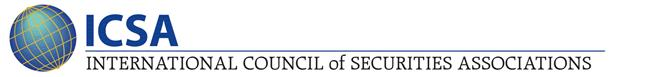 ICSA
INTERNATIONAL COUNCIL of SECURITIES ASSOCIATIONS